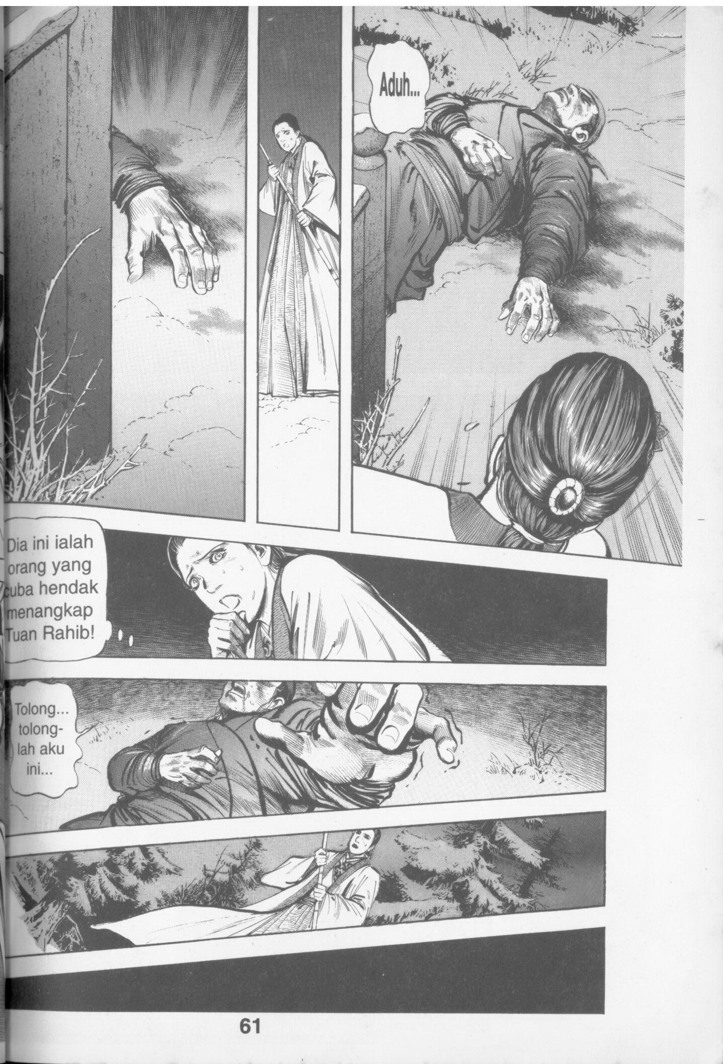 Aduh...
Dia ini ialah
orang yang
cuba hendak
menangkap
Tuan Rahib!
Tolong...
tolong-
lah aku
ini...
61